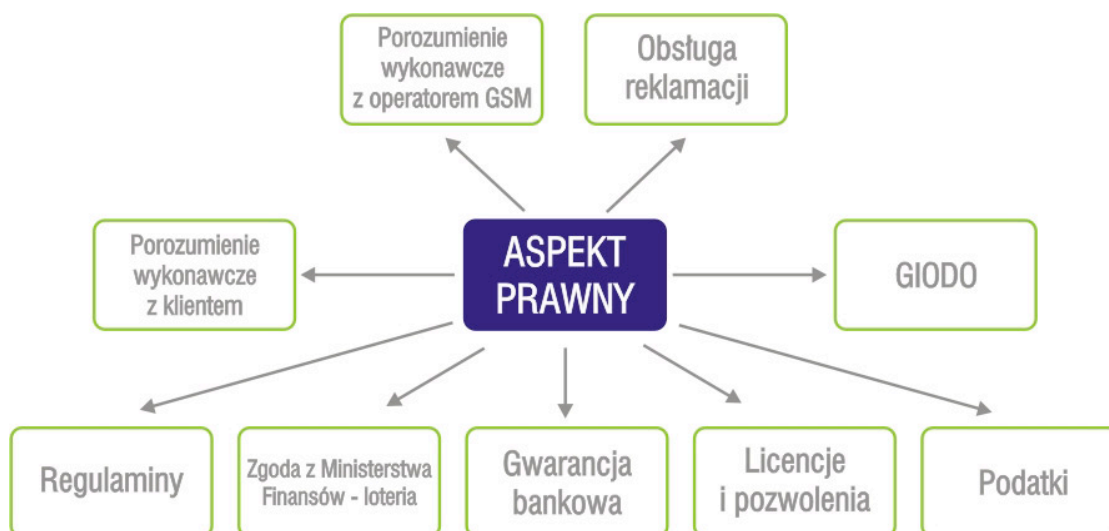 Porozumienie
wykonawcze
z operatorem GSM
Obsługa
reklamacji
Porozumienie
wykonawcze
z klientem
ASPEKT
PRAWNY
GIODO
Regulaminy
Zgoda z Ministerstwa
Finansów - loteria
Gwarancja
bankowa
Licencje
i pozwolenia
Podatki